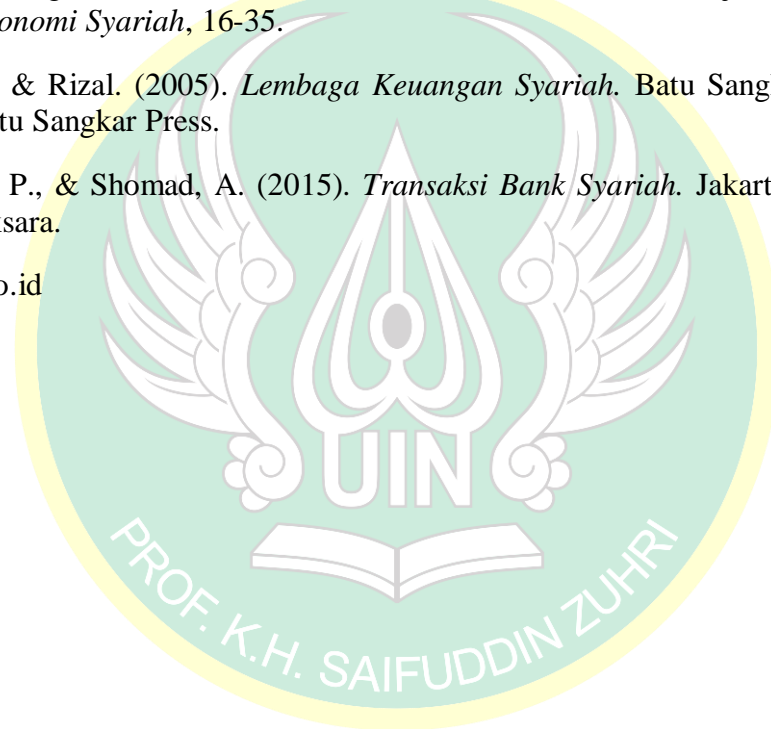 onomi Syariah, 16-35.
& Rizal. (2005). Lembaga Keuangan Syariah. Batu Sangk
tu Sangkar Press.
P., & Shomad, A. (2015). Transaksi Bank Syariah. Jakart
sara.
o.id
UIN
PROF. K.H. SAIFUDDIN ZUHRI